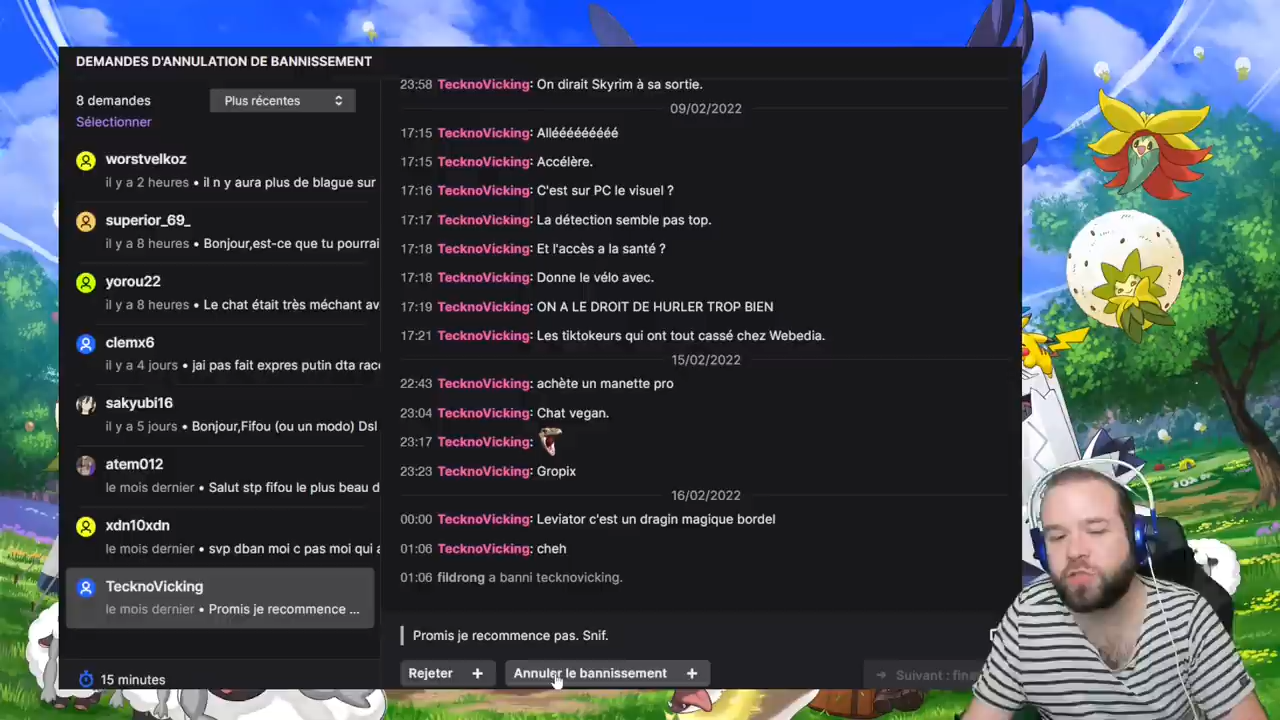 DEMANDES D'ANNULATION DE BANNISSEMENT
8 demandes
Plus récentes
Sélectionner
worstvelkoz
il y a 2 heures • il n y aura plus de blague sur
superior_69_
il y a 8 heures • Bonjour,est-ce que tu pourrai
yorou22
il y a 8 heures • Le chat était très méchant av
clemx6
il y a 4 jours • jai pas fait expres putin dta race
sakyubi16
il y a 5 jours • Bonjour,Fifou (ou un modo) Dsl
atem012
le mois dernier • Salut stp fifou le plus beau d
xdn10xdn
le mois dernier • svp dban moi c pas moi qui a
TecknoVicking
le mois dernier • Promis je recommence ...
15 minutes
23:58 TecknoVicking: On dirait Skyrim à sa sortie.
09/02/2022
17:15 TecknoVicking: Alléééééééé
17:15 TecknoVicking: Accélère.
17:16 TecknoVicking: C'est sur PC le visuel ?
17:17 TecknoVicking: La détection semble pas top.
17:18 TecknoVicking: Et l'accès a la santé ?
17:18 TecknoVicking: Donne le vélo avec.
17:19 TecknoVicking: ON A LE DROIT DE HURLER TROP BIEN
17:21 TecknoVicking: Les tiktokeurs qui ont tout cassé chez Webedia.
15/02/2022
22:43 TecknoVicking: achète un manette pro
23:04 TecknoVicking: Chat vegan.
23:17 TecknoVicking:
23:23 TecknoVicking: Gropix
16/02/2022
00:00 TecknoVicking: Leviator c'est un dragin magique bordel
01:06 TecknoVicking: cheh
01:06 fildrong a banni tecknovicking.
Promis je recommence pas. Snif.
Rejeter +
Annuler le bannissement +
→ Suivant : fina